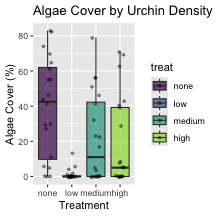 Algae Cover by Urchin Density
Algae Cover (%)
80
60
40
20
0
none low medium high
Treatment
treat
none
low
medium
high